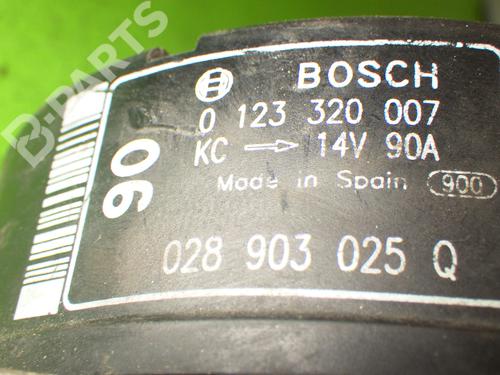 B-PARTS
BOSCH
0 123 320 007
KC → 14V 90A
Made in Spain 900
90
028 903 025 Q